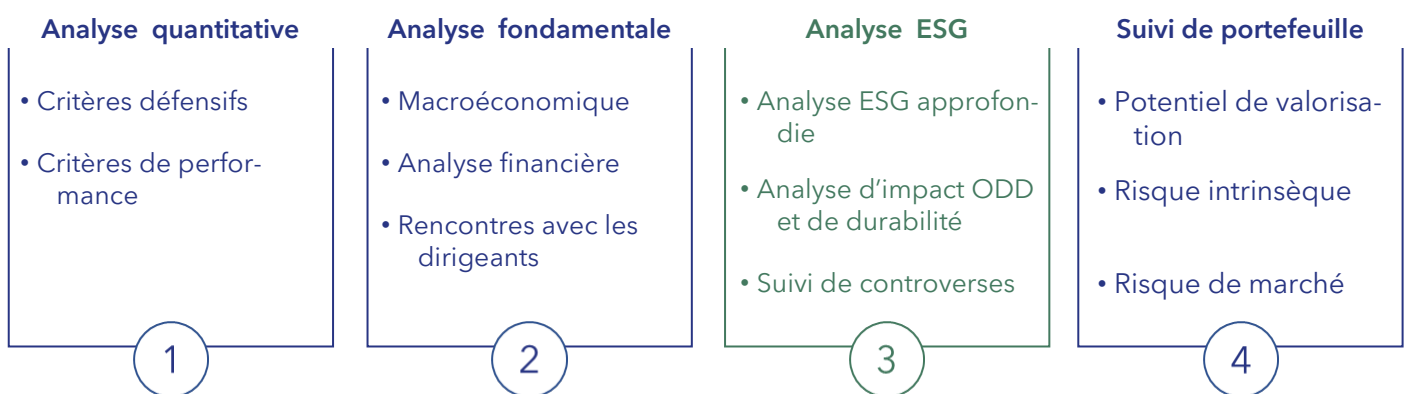 Analyse quantitative
• Critères défensifs
• Critères de perfor-
mance
1
Analyse fondamentale
• Macroéconomique
• Analyse financière
• Rencontres avec les
dirigeants
2
Analyse ESG
• Analyse ESG approfon-
die
• Analyse d’impact ODD
et de durabilité
• Suivi de controverses
3
Suivi de portefeuille
• Potentiel de valorisa-
tion
• Risque intrinsèque
• Risque de marché
4